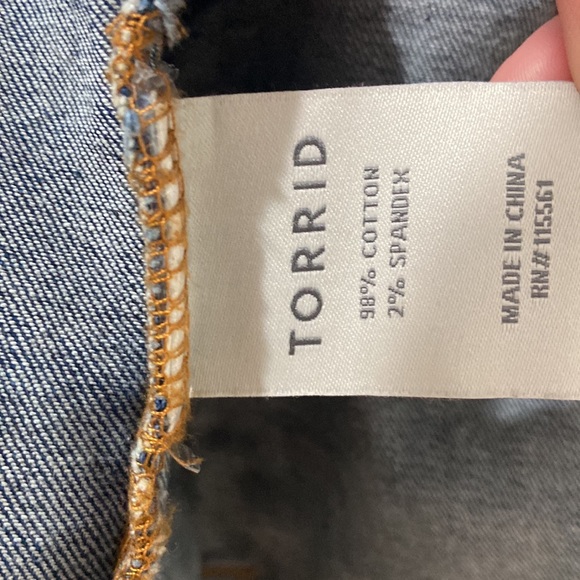 TORRID
98% COTTON
2% SPANDEX
MADE IN CHINA
RN#115561